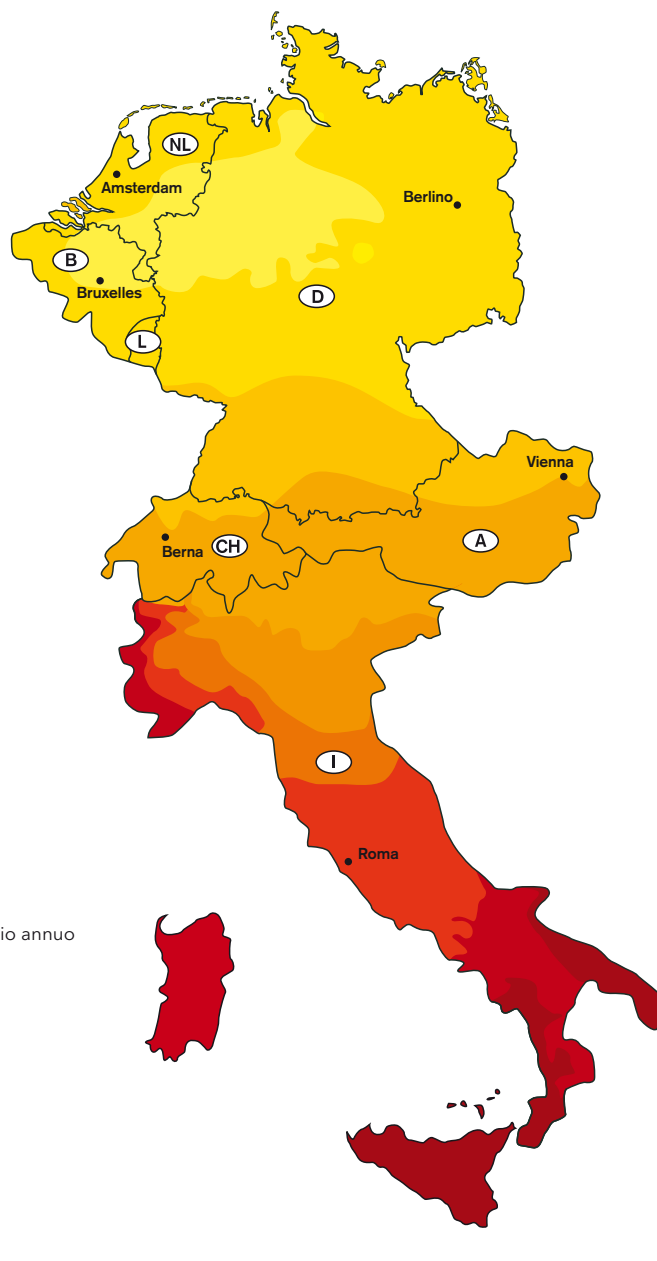 NL
Amsterdam
Berlino
B
Bruxelles
D
L
Vienna
Berna
CH
A
I
Roma
io annuo